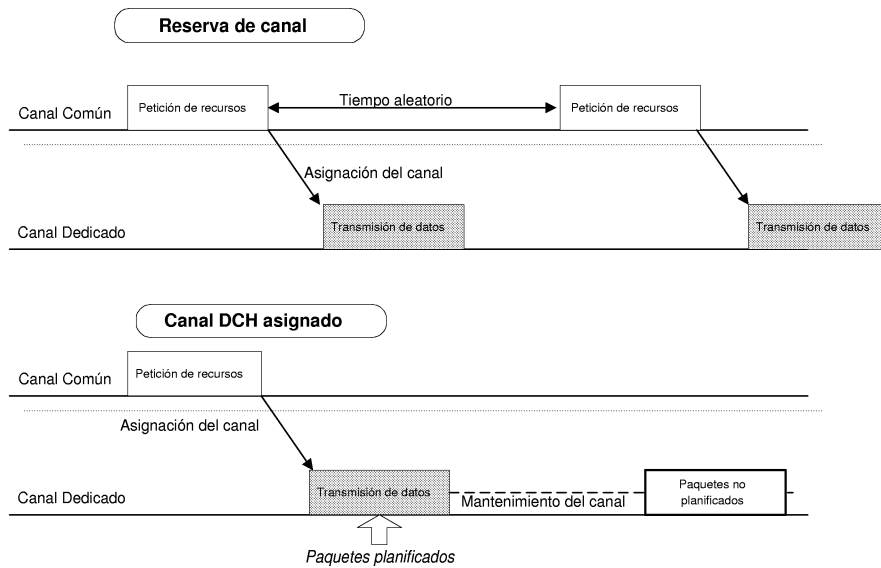 Reserva de canal
Canal Común
Petición de recursos
Tiempo aleatorio
Petición de recursos
Asignación del canal
Canal Dedicado
Transmisión de datos
Transmisión de datos
Canal DCH asignado
Canal Común
Petición de recursos
Asignación del canal
Canal Dedicado
Transmisión de datos
Mantenimiento del canal
Paquetes no
planificados
Paquetes planificados